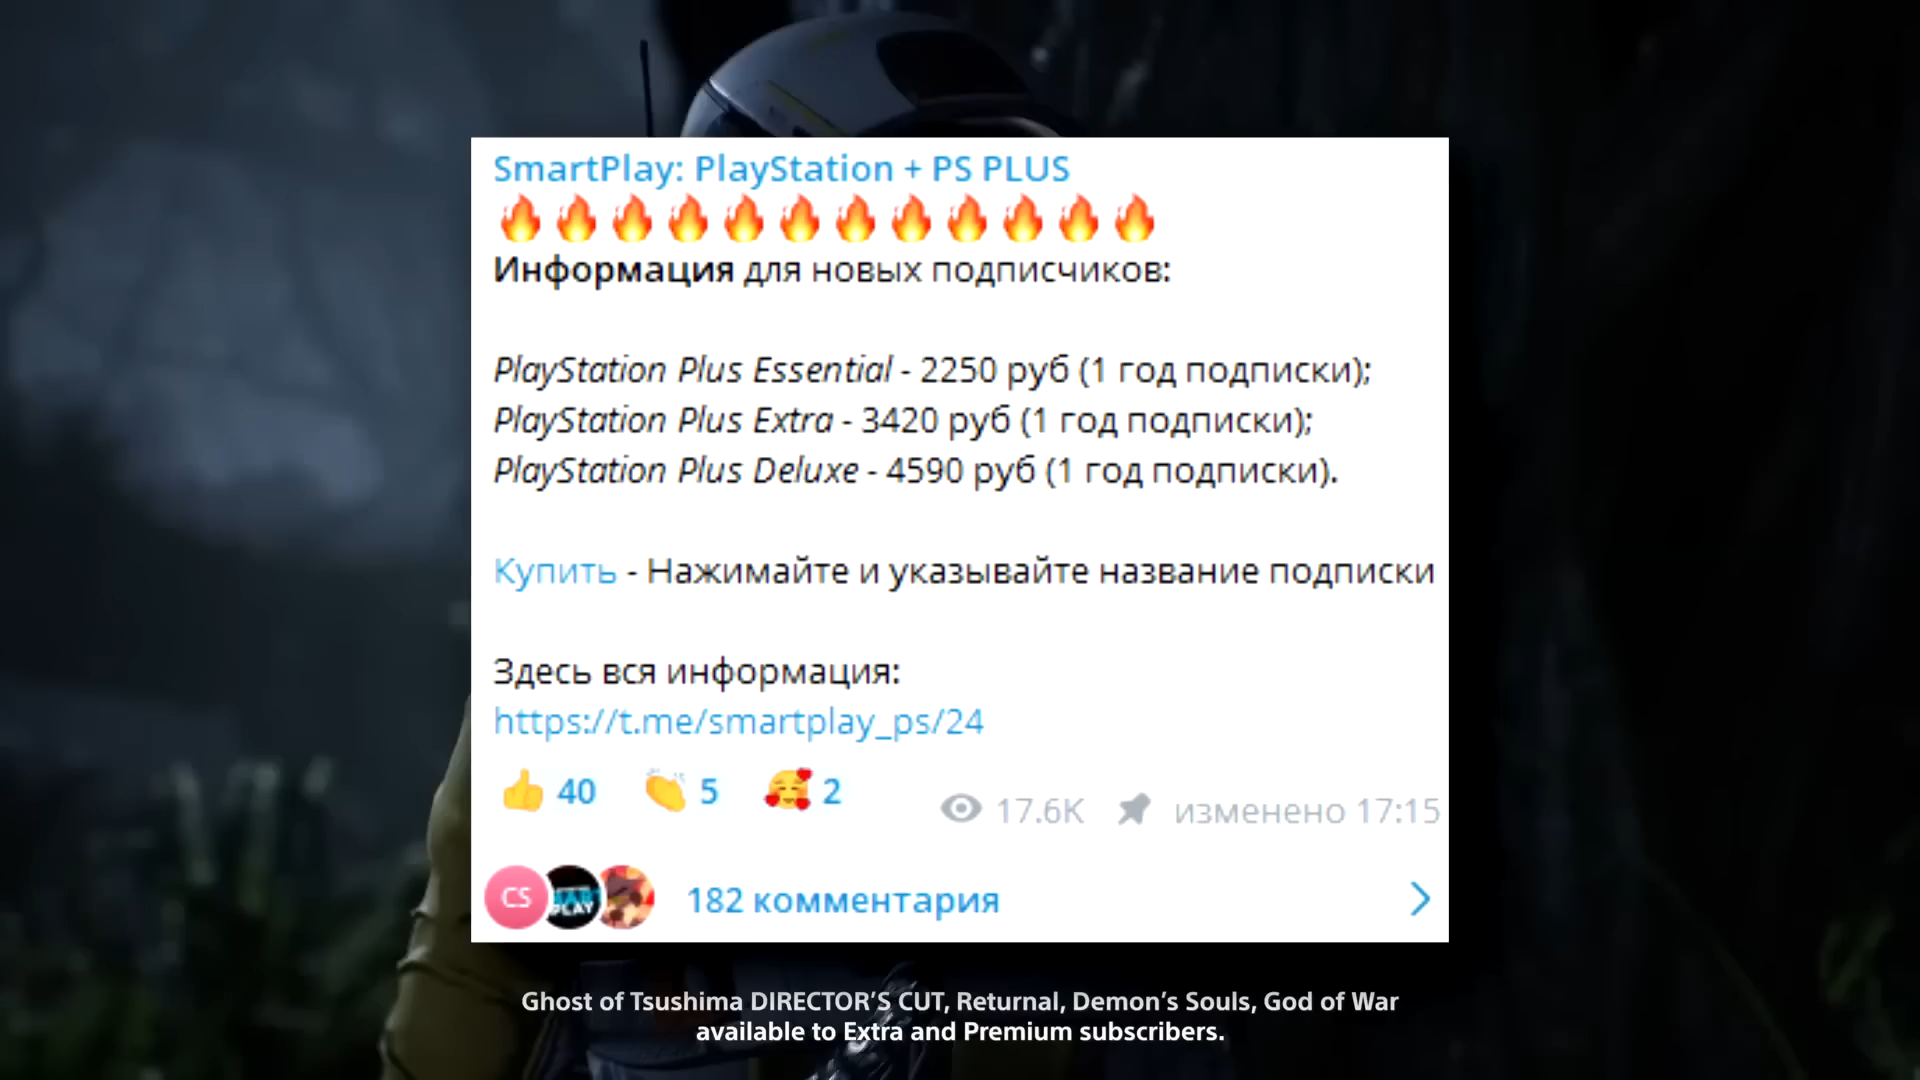 SmartPlay: PlayStation + PS PLUS
🔥🔥🔥🔥🔥🔥🔥🔥🔥🔥🔥🔥
Информация для новых подписчиков:
PlayStation Plus Essential - 2250 руб (1 год подписки);
PlayStation Plus Extra - 3420 руб (1 год подписки);
PlayStation Plus Deluxe - 4590 руб (1 год подписки).
Купить - Нажимайте и указывайте название подписки
Здесь вся информация:
https://t.me/smartplay_ps/24
👍 40 👏 5 🥰 2
17.6K изменено 17:15
CS PLAY 182 комментария
Ghost of Tsushima DIRECTOR'S CUT, Returnal, Demon's Souls, God of War
available to Extra and Premium subscribers.